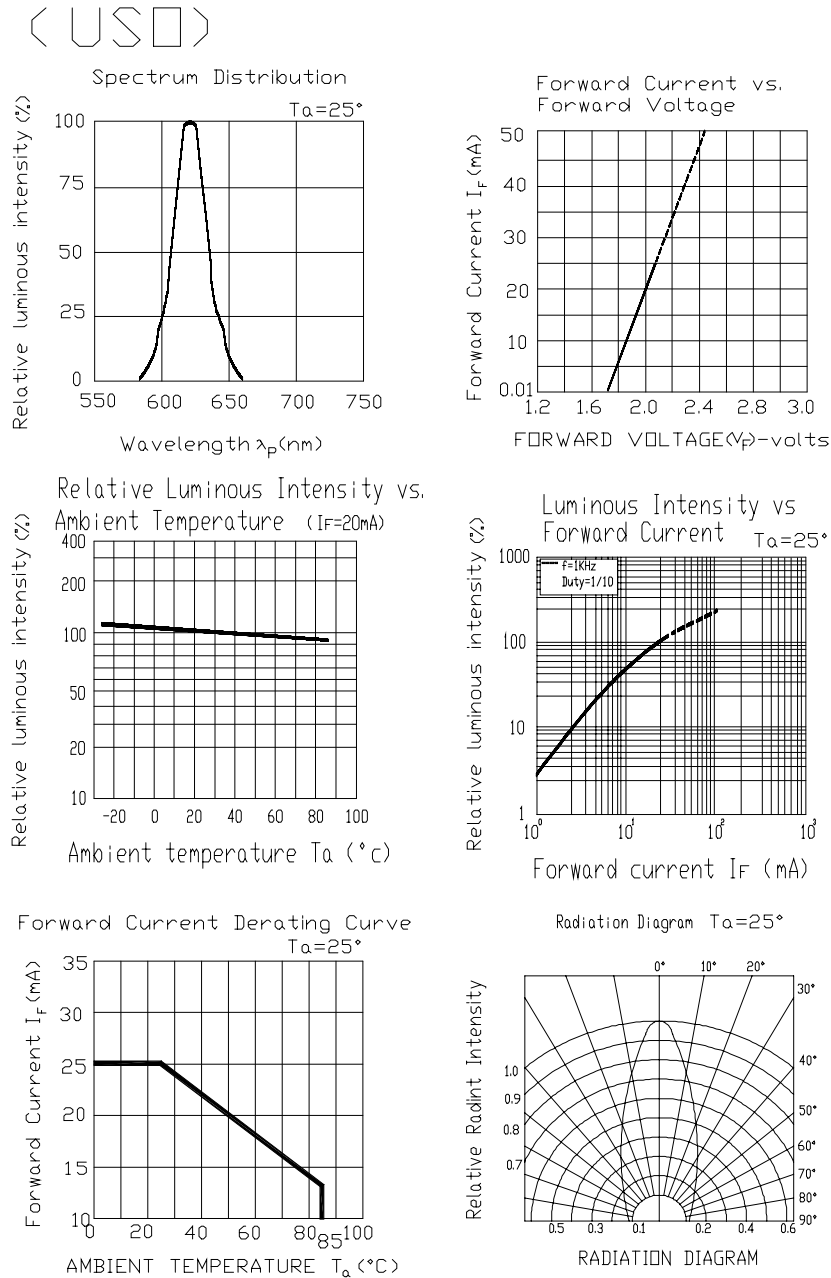 (USO)
Spectrum Distribution
Ta=25°
Relative luminous intensity (%)
100
75
50
25
0
550 600 650 700 750
Wavelength λp(nm)
Forward Current vs.
Forward Voltage
Forward Current IF (mA)
50
40
30
20
10
0.01
1.2 1.6 2.0 2.4 2.8 3.0
FORWARD VOLTAGE(VF)-volts
Relative Luminous Intensity vs.
Ambient Temperature (IF=20mA)
Relative luminous intensity (%)
400
200
100
50
20
10
-20 0 20 40 60 80 100
Ambient temperature Ta (°c)
Luminous Intensity vs
Forward Current Ta=25°
Relative luminous intensity (%)
1000
100
10
1
f=1KHz
Duty=1/10
10⁰ 10¹ 10² 10³
Forward current IF (mA)
Forward Current Derating Curve
Ta=25°
Forward Current IF (mA)
35
30
25
20
15
10
0 20 40 60 80 85 100
AMBIENT TEMPERATURE Ta (°C)
Radiation Diagram Ta=25°
Relative Radint Intensity
0° 10° 20°
30°
40°
50°
60°
70°
80°
90°
1.0
0.9
0.8
0.7
0.5 0.3 0.1 0.2 0.4 0.6
RADIATION DIAGRAM